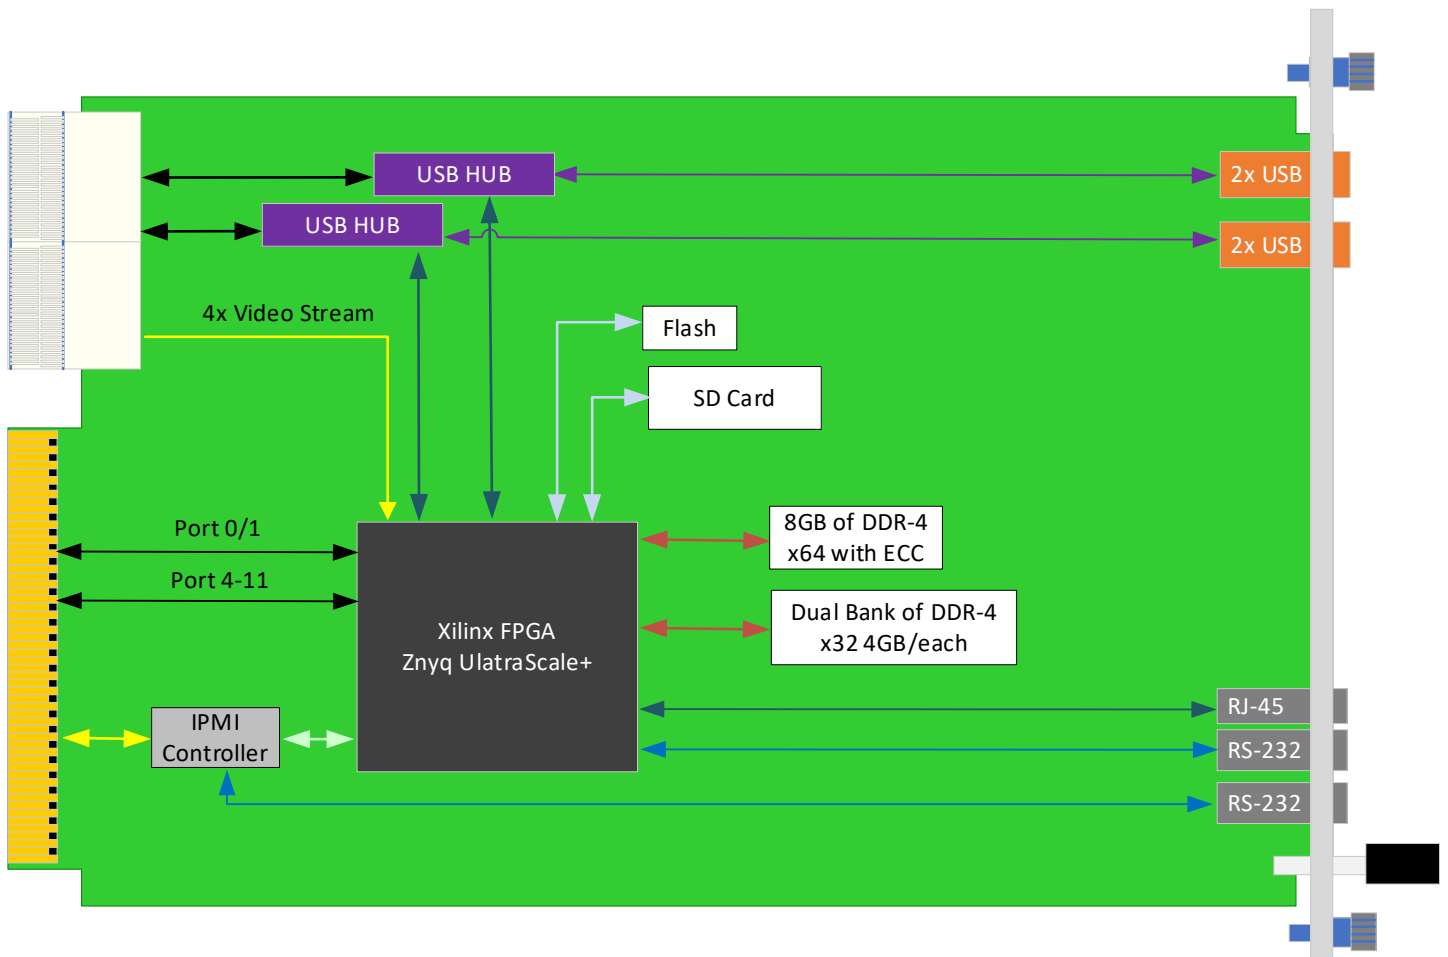 USB HUB
2x USB
USB HUB
2x USB
4x Video Stream
Flash
SD Card
Port 0/1
8GB of DDR-4
x64 with ECC
Port 4-11
Xilinx FPGA
Znyq UlatraScale+
Dual Bank of DDR-4
x32 4GB/each
IPMI
Controller
RJ-45
RS-232
RS-232